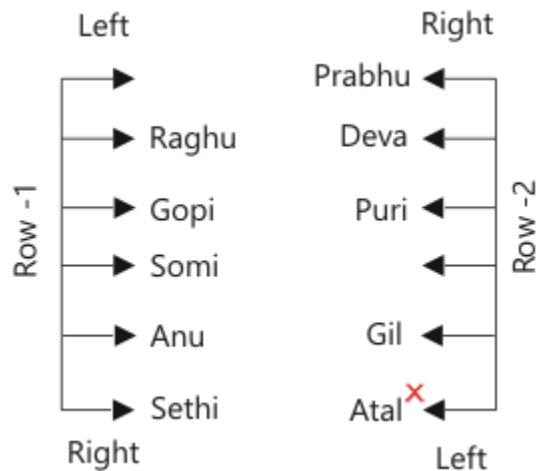 Left
Right
Prabhu
Raghu
Deva
Row -1
Gopi
Puri
Row -2
Somi
Anu
Gil
Sethi
Atal
Right
Left